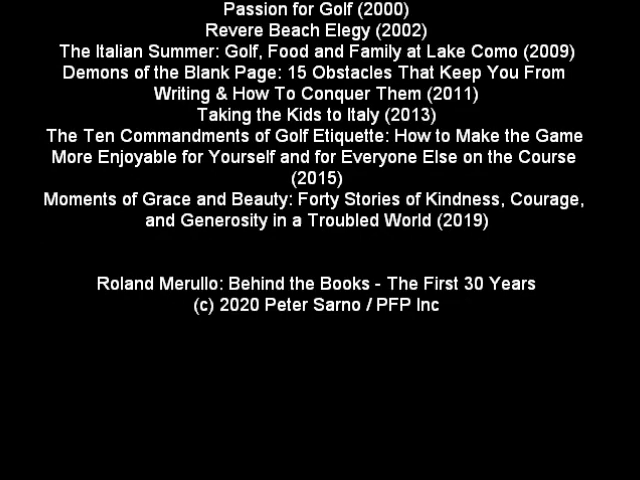 Passion for Golf (2000)
Revere Beach Elegy (2002)
The Italian Summer: Golf, Food and Family at Lake Como (2009)
Demons of the Blank Page: 15 Obstacles That Keep You From
Writing & How To Conquer Them (2011)
Taking the Kids to Italy (2013)
The Ten Commandments of Golf Etiquette: How to Make the Game
More Enjoyable for Yourself and for Everyone Else on the Course
(2015)
Moments of Grace and Beauty: Forty Stories of Kindness, Courage,
and Generosity in a Troubled World (2019)
Roland Merullo: Behind the Books - The First 30 Years
(c) 2020 Peter Sarno / PFP Inc